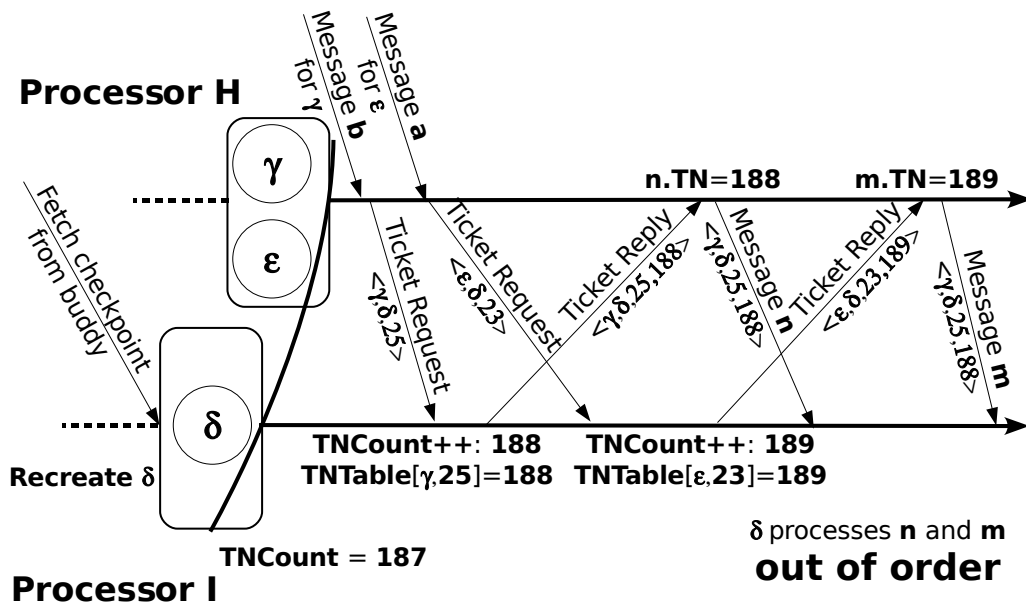 Message b
for γ
Message a
for ε
Processor H
γ
ε
n.TN=188
m.TN=189
Fetch checkpoint
from buddy
Ticket Request
<γ,δ,25>
Ticket Request
<ε,δ,23>
Ticket Reply
<γ,δ,25,188>
Message n
<γ,δ,25,188>
Ticket Reply
<ε,δ,23,189>
Message m
<γ,δ,25,188>
δ
Recreate δ
TNCount++: 188
TNTable[γ,25]=188
TNCount++: 189
TNTable[ε,23]=189
TNCount = 187
Processor I
δ processes n and m
out of order